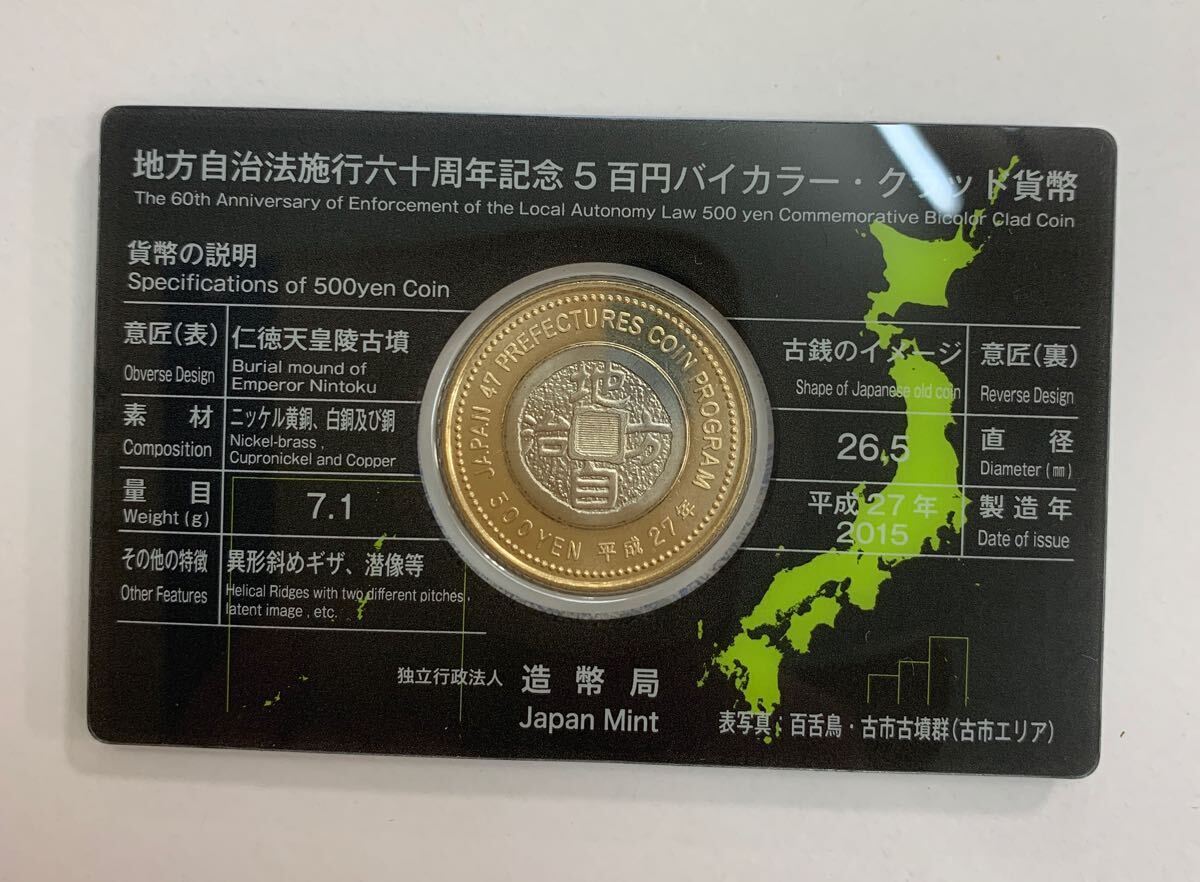 地方自治法施行六十周年記念5百円バイカラー・クラッド貨幣
The 60th Anniversary of Enforcement of the Local Autonomy Law 500 yen Commemorative Bicolor Clad Coin
貨幣の説明
Specifications of 500yen Coin
意匠(表)
Obverse Design
仁徳天皇陵古墳
Burial mound of
Emperor Nintoku
素材
Composition
ニッケル黄銅、白銅及び銅
Nickel-brass,
Cupronickel and Copper
量目
Weight (g)
7.1
その他の特徴
Other Features
異形斜めギザ、潜像等
Helical Ridges with two different pitches,
latent image, etc.
JAPAN 47 PREFECTURES COIN PROGRAM
地方自治
500YEN 平成27年
古銭のイメージ
Shape of Japanese old coin
意匠(裏)
Reverse Design
26.5
直径
Diameter (㎜)
平成27年
2015
製造年
Date of issue
独立行政法人 造幣局
Japan Mint
表写真:百舌鳥・古市古墳群(古市エリア)